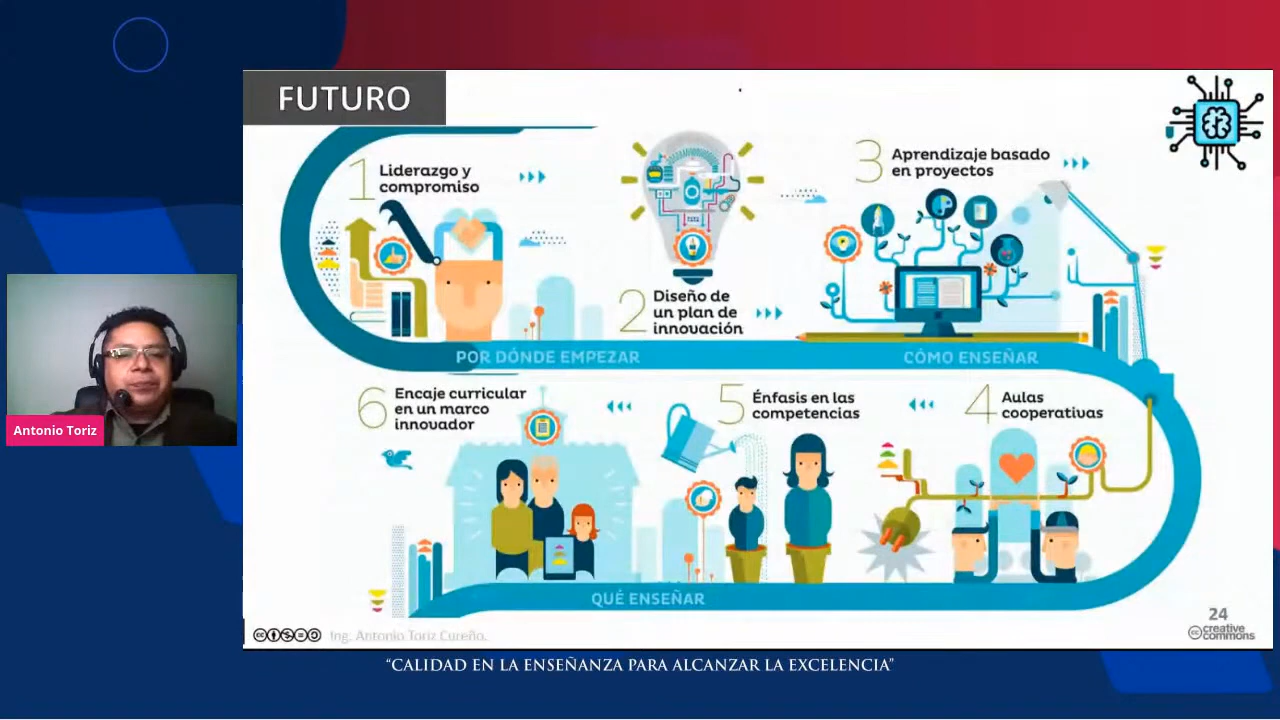 FUTURO
1 Liderazgo y
compromiso
2 Diseño de
un plan de
innovación
3 Aprendizaje basado
en proyectos
POR DÓNDE EMPEZAR
CÓMO ENSEÑAR
6 Encaje curricular
en un marco
innovador
5 Énfasis en las
competencias
4 Aulas
cooperativas
Antonio Toriz
QUÉ ENSEÑAR
24
cc
Ing. Antonio Toriz Cureño.
cc creative
commons
“CALIDAD EN LA ENSEÑANZA PARA ALCANZAR LA EXCELENCIA”